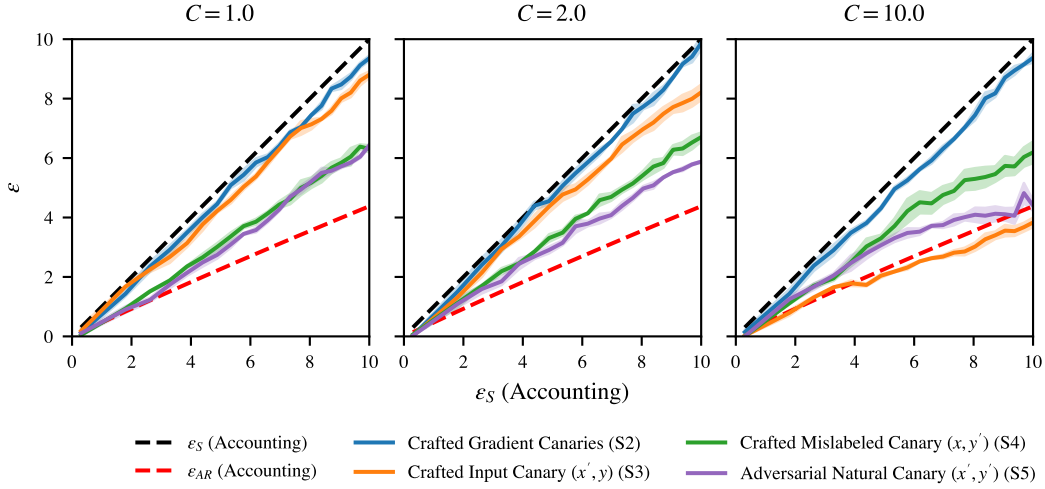 C = 1.0
C = 2.0
C = 10.0
10
8
6
4
2
0
ε
0 2 4 6 8 10
0 2 4 6 8 10
0 2 4 6 8 10
ε_S (Accounting)
ε_S (Accounting)
ε_AR (Accounting)
Crafted Gradient Canaries (S2)
Crafted Input Canary (x′, y) (S3)
Crafted Mislabeled Canary (x, y′) (S4)
Adversarial Natural Canary (x′, y′) (S5)